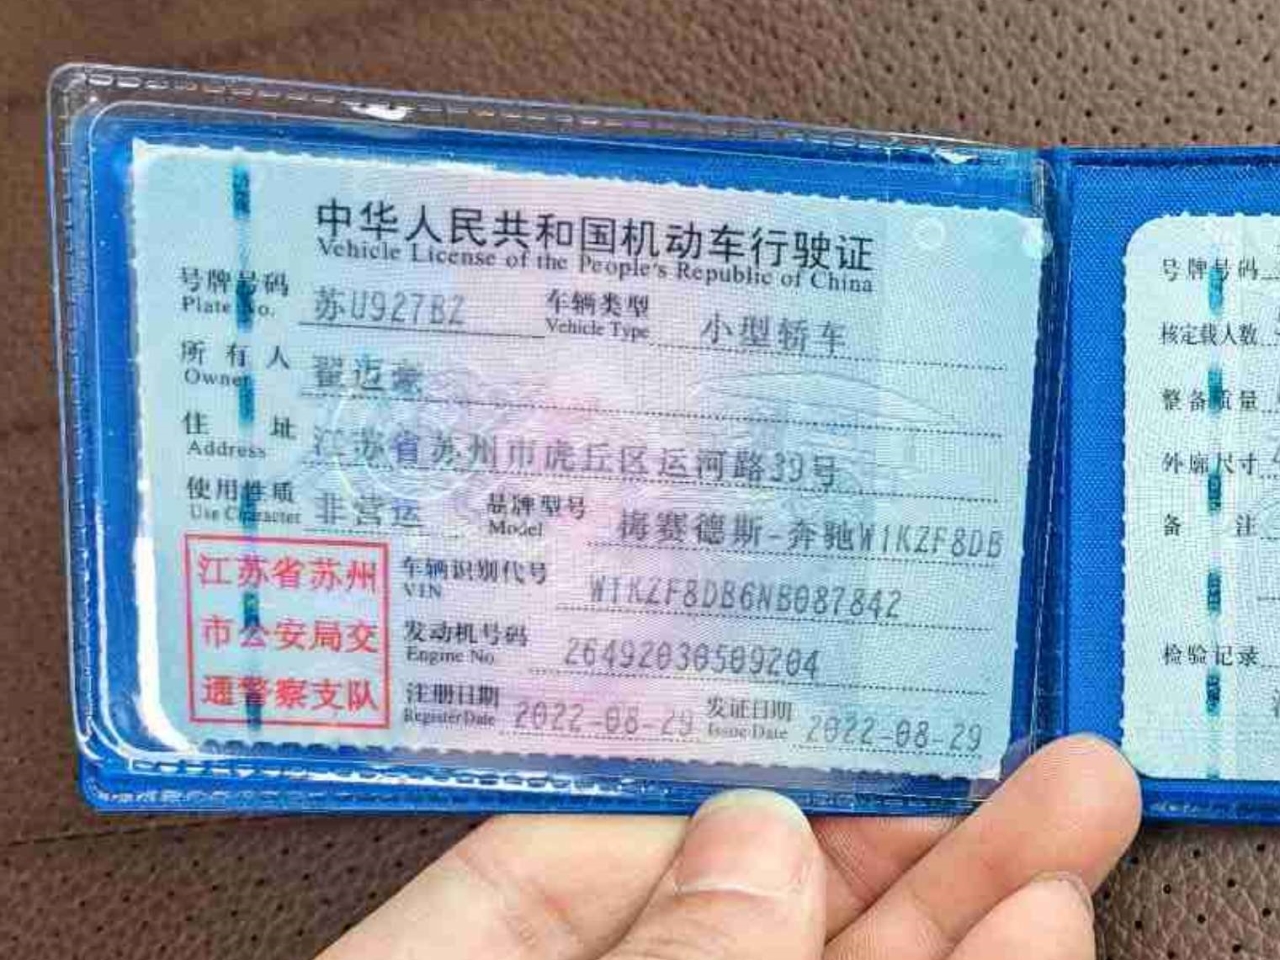 中华人民共和国机动车行驶证
Vehicle License of the People's Republic of China
号牌号码 苏U927BZ 车辆类型 小型轿车
Plate No. Vehicle Type
所有人 翟迈豪
Owner
住址 江苏省苏州市虎丘区运河路39号
Address
使用性质 非营运 品牌型号 梅赛德斯-奔驰W1KZF8DB
Use Character Model
江苏省苏州
市公安局交
通警察支队
车辆识别代号 W1KZF8DB6NB087842
VIN
发动机号码 26492030509204
Engine No.
注册日期 2022-08-29 发证日期 2022-08-29
Register Date Issue Date
号牌号码
核定载人数
整备质量
外廓尺寸
备注
检验记录